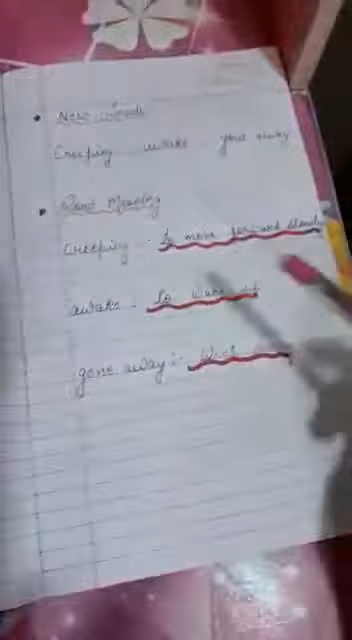 New Words
Creeping awake gone away
Word Meaning
Creeping - To move forward slowly
awake - To wake up
gone away :- Went